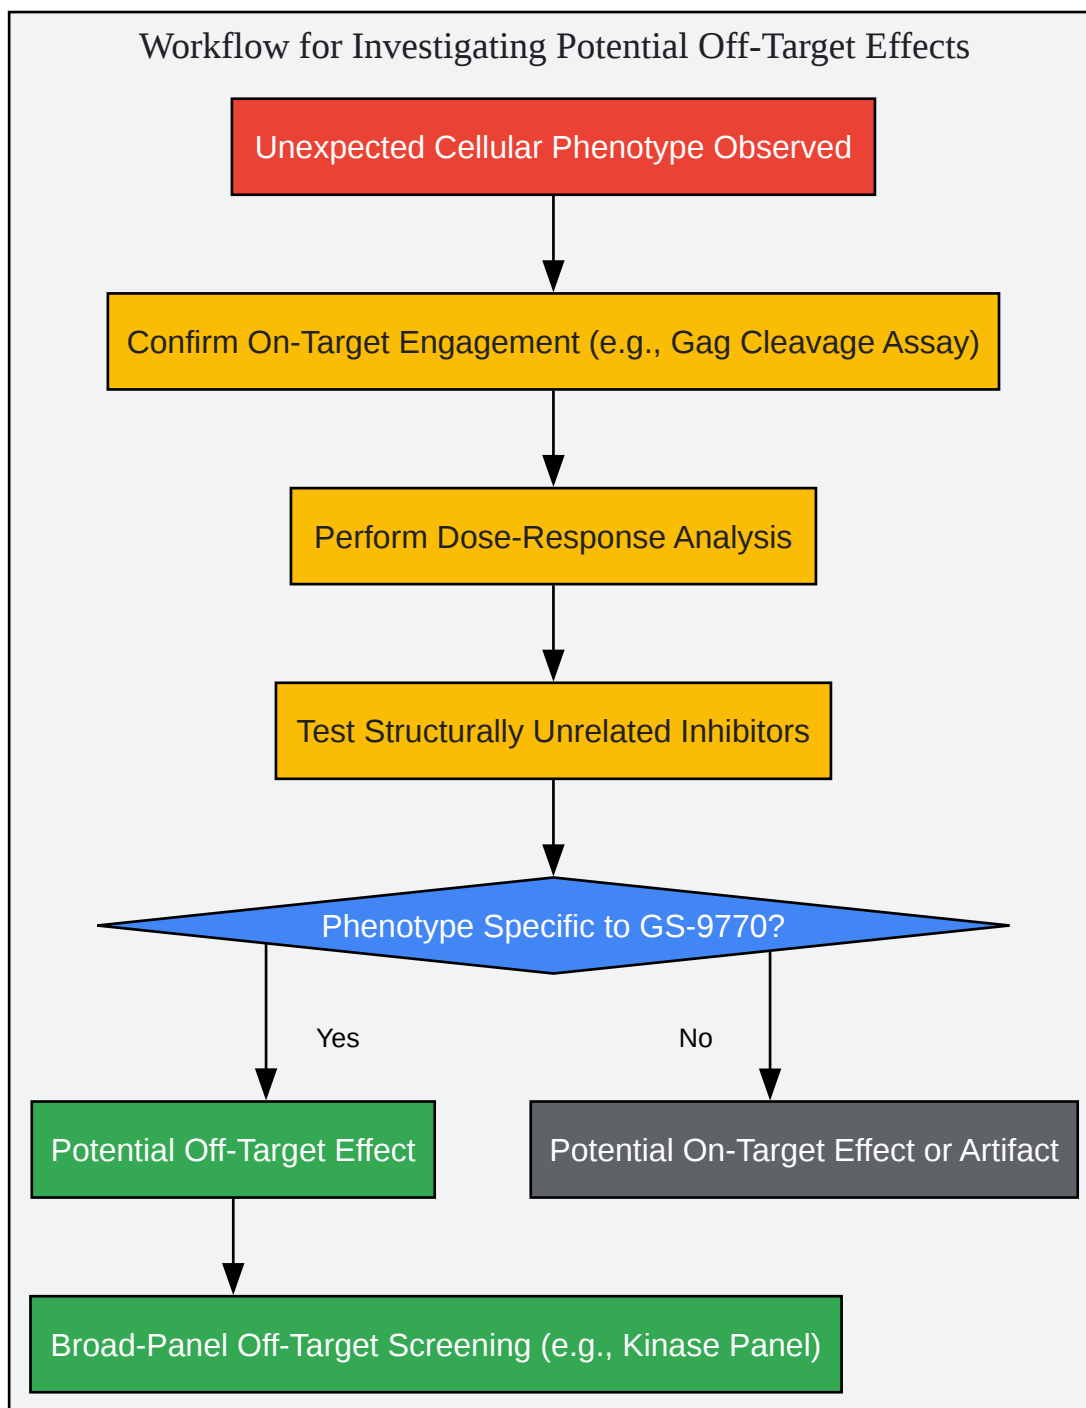 Workflow for Investigating Potential Off-Target Effects
Unexpected Cellular Phenotype Observed
Confirm On-Target Engagement (e.g., Gag Cleavage Assay)
Perform Dose-Response Analysis
Test Structurally Unrelated Inhibitors
Phenotype Specific to GS-9770?
Yes
No
Potential Off-Target Effect
Potential On-Target Effect or Artifact
Broad-Panel Off-Target Screening (e.g., Kinase Panel)